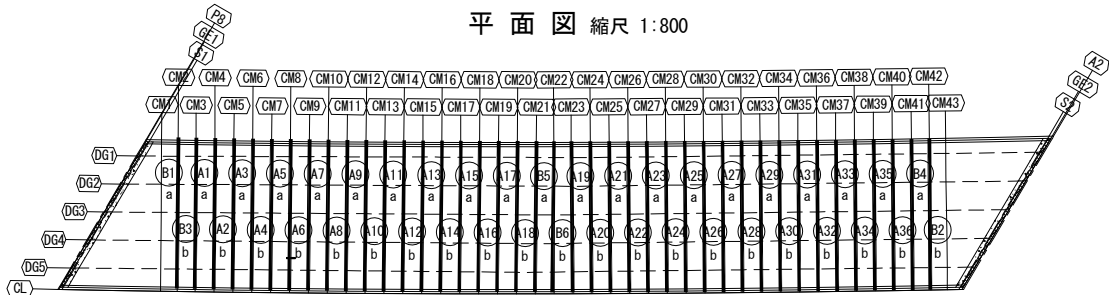 平 面 図 縮尺 1:800
P8
GE1
S1
A2
GE2
S2
CM2 CM4 CM6 CM8 CM10 CM12 CM14 CM16 CM18 CM20 CM22 CM24 CM26 CM28 CM30 CM32 CM34 CM36 CM38 CM40 CM42
CM1 CM3 CM5 CM7 CM9 CM11 CM13 CM15 CM17 CM19 CM21 CM23 CM25 CM27 CM29 CM31 CM33 CM35 CM37 CM39 CM41 CM43
DG1
DG2
DG3
DG4
DG5
CL
B1 A1 A3 A5 A7 A9 A11 A13 A15 A17 B5 A19 A21 A23 A25 A27 A29 A31 A33 A35 B4
a a a a a a a a a a a a a a a a a a a a a
B3 A2 A4 A6 A8 A10 A12 A14 A16 A18 B6 A20 A22 A24 A26 A28 A30 A32 A34 A36 B2
b b b b b b b b b b b b b b b b b b b b b